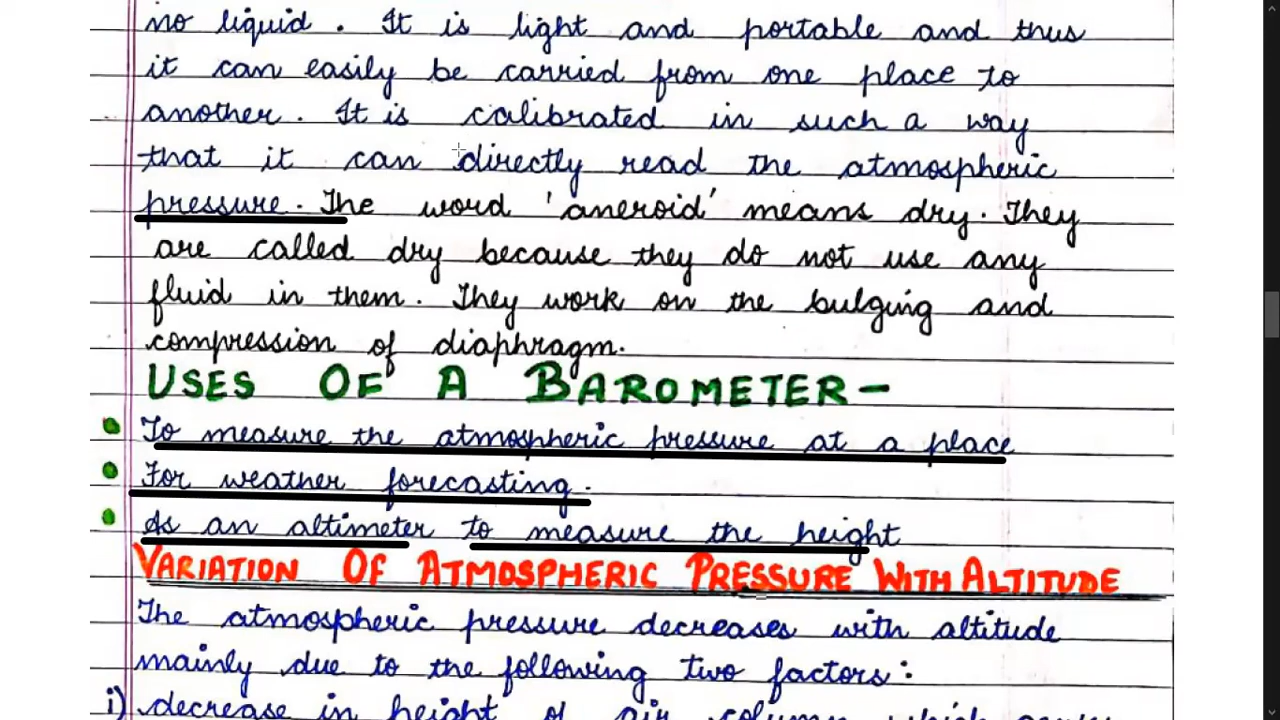 no liquid. It is light and portable and thus
it can easily be carried from one place to
another. It is calibrated in such a way
that it can directly read the atmospheric
pressure. The word 'aneroid' means dry. They
are called dry because they do not use any
fluid in them. They work on the bulging and
compression of diaphragm.
USES OF A BAROMETER-
To measure the atmospheric pressure at a place
For weather forecasting.
As an altimeter to measure the height
VARIATION OF ATMOSPHERIC PRESSURE WITH ALTITUDE
The atmospheric pressure decreases with altitude
mainly due to the following two factors:
i) decrease in height of air column which